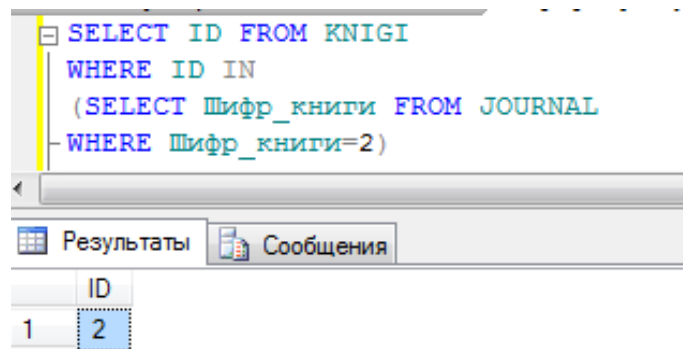 SELECT ID FROM KNIGI
WHERE ID IN
(SELECT Шифр_книги FROM JOURNAL
WHERE Шифр_книги=2)
Результаты Сообщения
ID
1 2